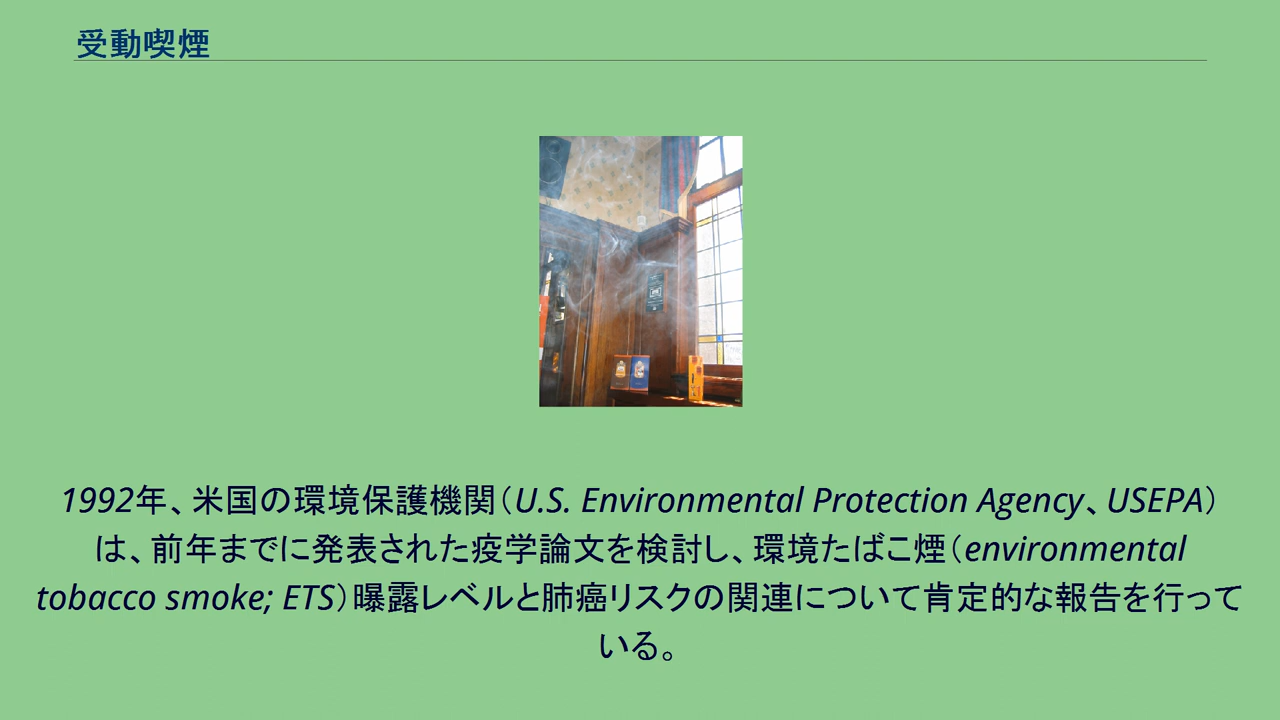 受動喫煙
1992年、米国の環境保護機関（U.S. Environmental Protection Agency、USEPA）
は、前年までに発表された疫学論文を検討し、環境たばこ煙（environmental
tobacco smoke; ETS）曝露レベルと肺癌リスクの関連について肯定的な報告を行って
いる。